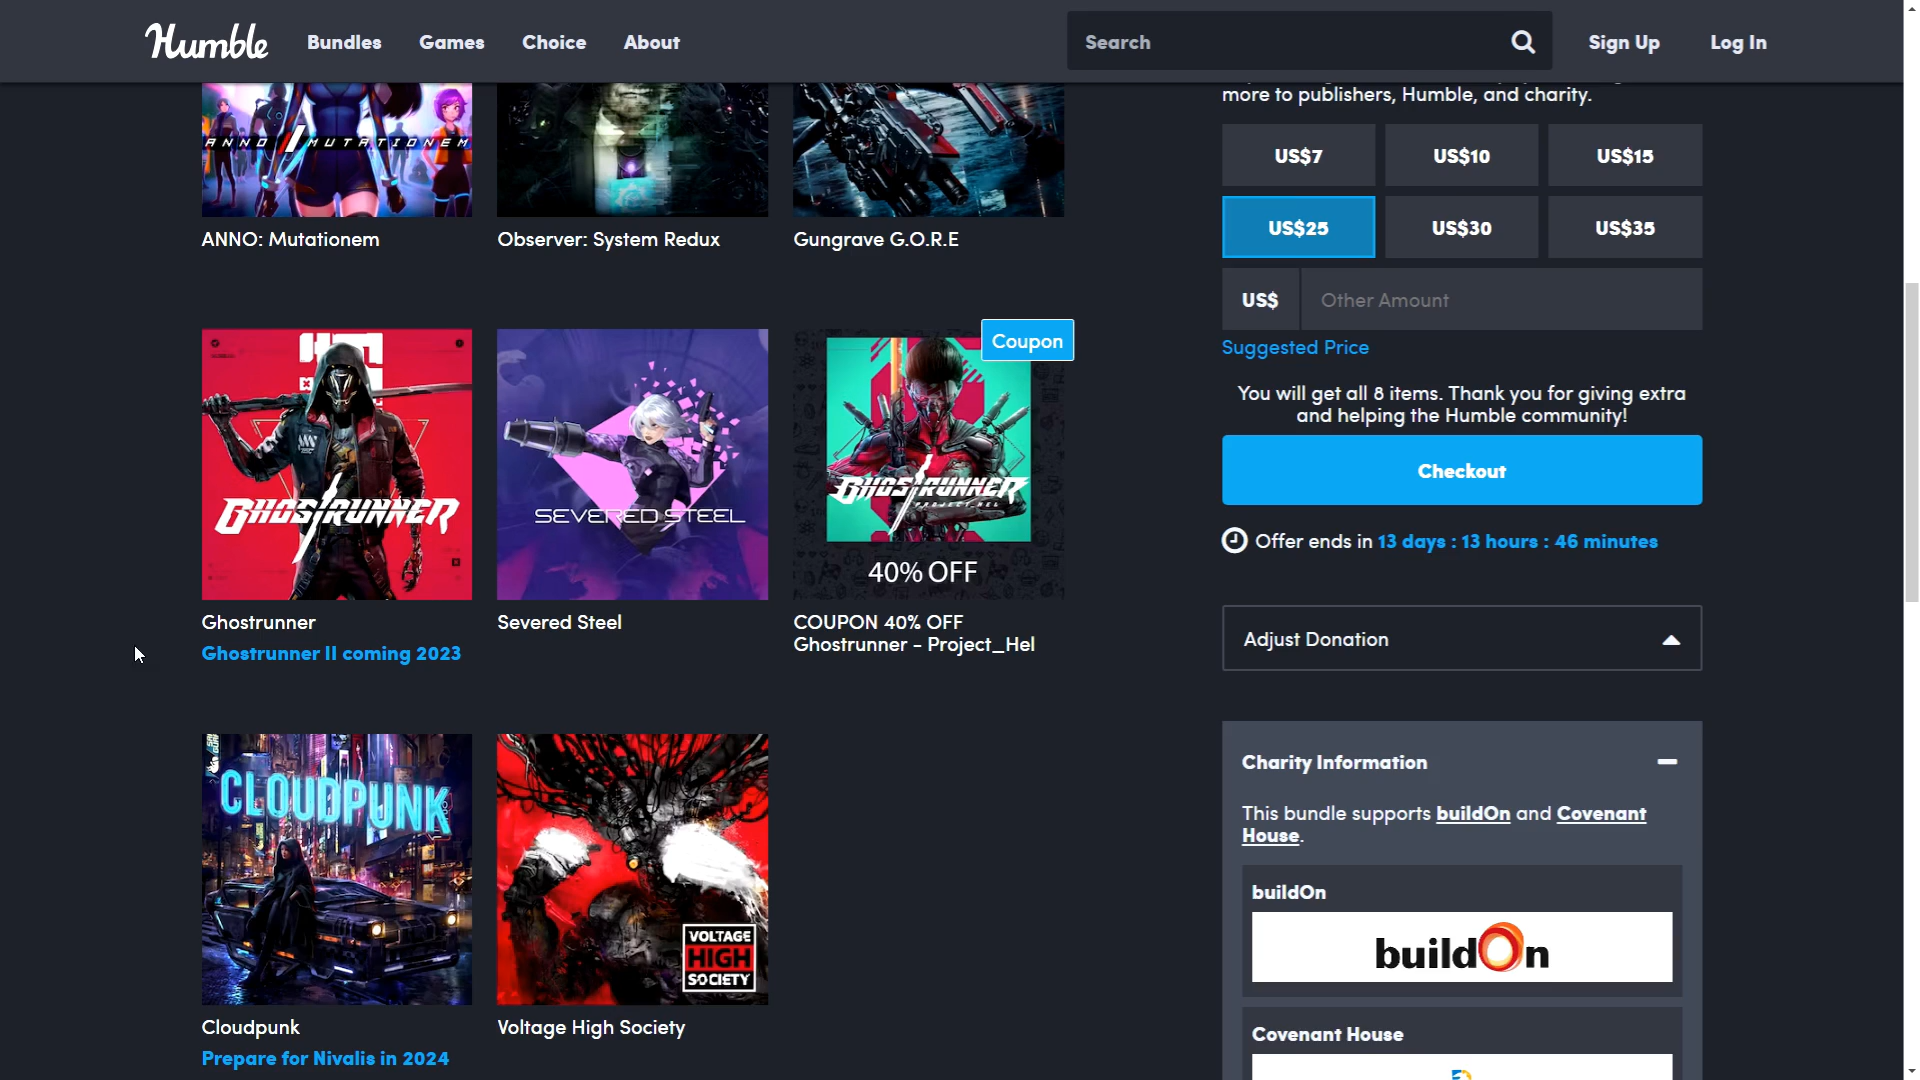 Humble
Bundles
Games
Choice
About
Search
Sign Up
Log In
more to publishers, Humble, and charity.
ANNO / MUTATIONEM
ANNO: Mutationem
Observer: System Redux
Gungrave G.O.R.E
US$7
US$10
US$15
US$25
US$30
US$35
US$
Other Amount
Suggested Price
You will get all 8 items. Thank you for giving extra
and helping the Humble community!
Checkout
Offer ends in 13 days : 13 hours : 46 minutes
GHOSTRUNNER
SEVERED STEEL
Coupon
GHOSTRUNNER
PROJECT_HEL
40% OFF
Ghostrunner
Ghostrunner II coming 2023
Severed Steel
COUPON 40% OFF
Ghostrunner - Project_Hel
Adjust Donation
CLOUDPUNK
VOLTAGE
HIGH
SOCIETY
Cloudpunk
Prepare for Nivalis in 2024
Voltage High Society
Charity Information
This bundle supports buildOn and Covenant
House.
buildOn
buildOn
Covenant House